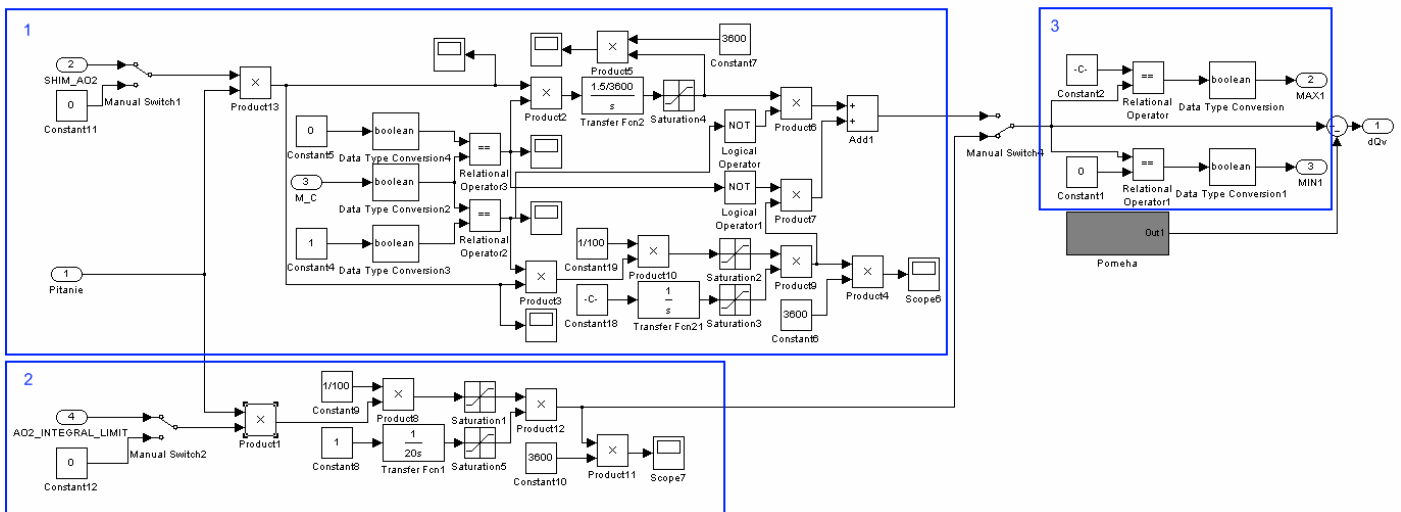 1
2
SHIM_AO2
0
Constant11
Manual Switch1
×
Product13
×
Product5
3600
Constant7
×
Product2
1.5/3600
s
Transfer Fcn2
Saturation4
×
Product6
+
+
Add1
0
Constant5
boolean
Data Type Conversion4
==
Relational
Operator3
NOT
Logical
Operator
3
M_C
boolean
Data Type Conversion2
NOT
Logical
Operator1
×
Product7
1
Constant4
boolean
Data Type Conversion3
==
Relational
Operator2
1
Pitanie
×
Product3
1/100
Constant19
×
Product10
Saturation2
×
Product9
×
Product4
Scope6
-C-
Constant18
1
s
Transfer Fcn21
Saturation3
3600
Constant6
Manual Switch4
2
4
AO2_INTEGRAL_LIMIT
0
Constant12
Manual Switch2
×
Product1
1/100
Constant9
×
Product8
Saturation1
×
Product12
1
Constant8
1
20s
Transfer Fcn1
Saturation5
3600
Constant10
×
Product11
Scope7
3
-C-
Constant2
==
Relational
Operator
boolean
Data Type Conversion
2
MAX1
1
dQv
0
Constant1
==
Relational
Operator1
boolean
Data Type Conversion1
3
MIN1
Out1
Pomeha